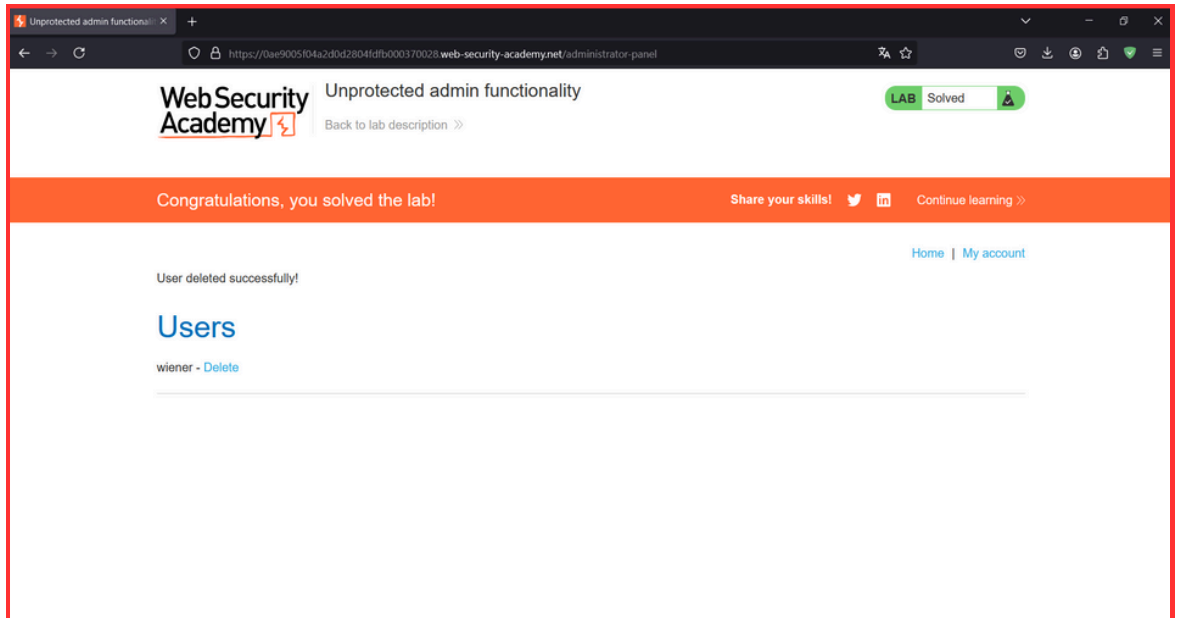 Unprotected admin functionali
https://0ae9005f04a2d0d2804fdfb000370028.web-security-academy.net/administrator-panel
Web Security
Academy
Unprotected admin functionality
Back to lab description
LAB Solved
Congratulations, you solved the lab!
Share your skills!
Continue learning
Home | My account
User deleted successfully!
Users
wiener - Delete